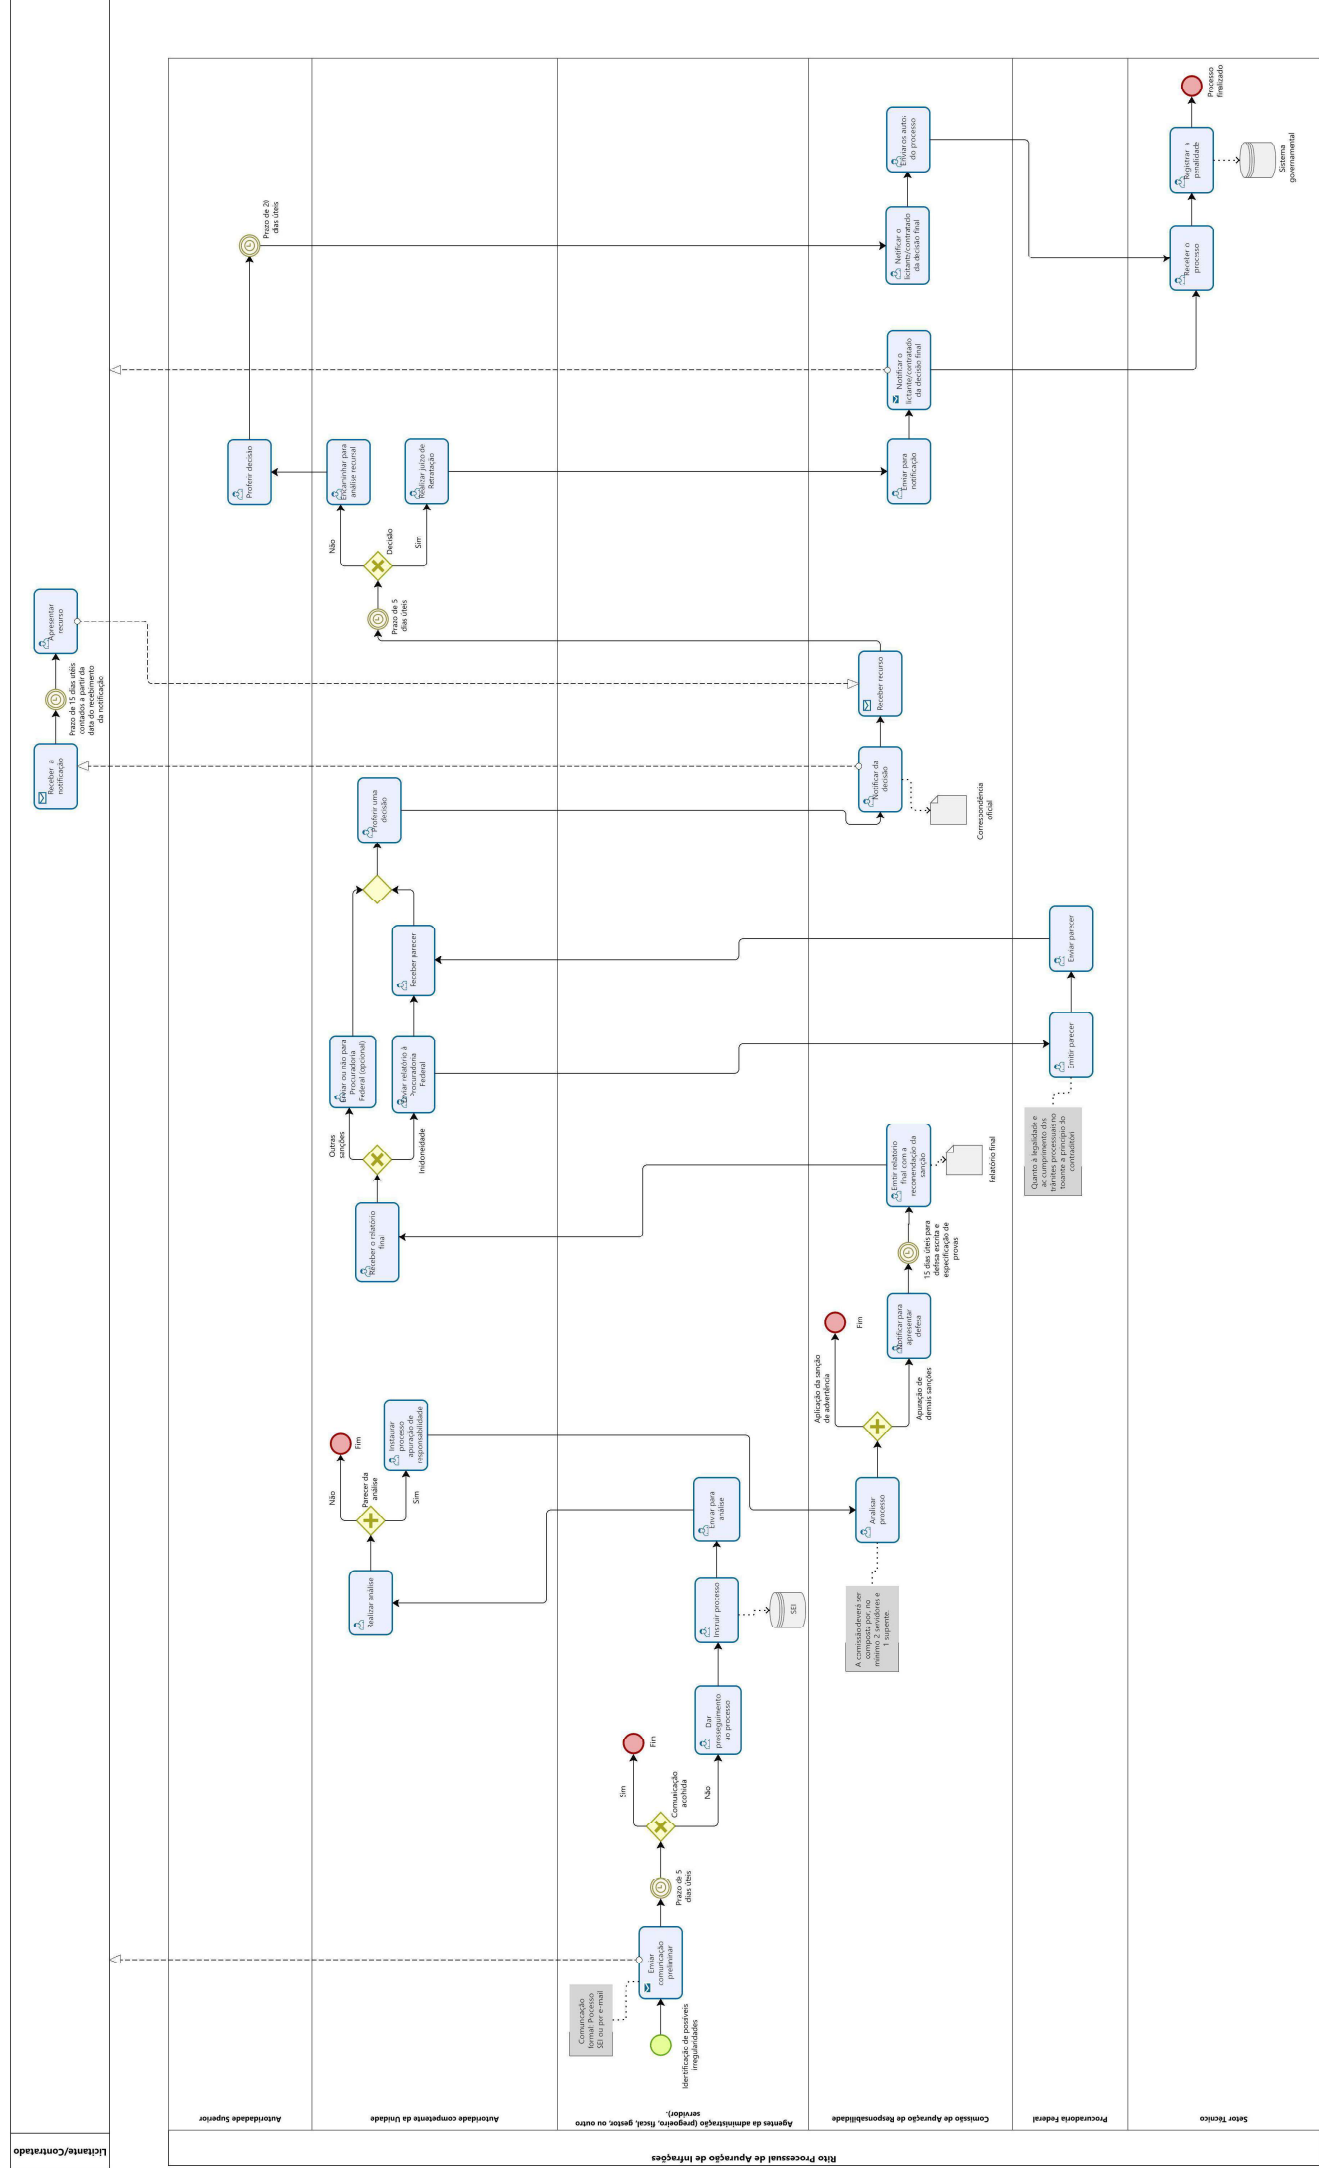 Licitante/Contratado
Rito Processual de Apuração de Infrações
Autoridadade Superior
Autoridade competente da Unidade
Agentes da administração (pregoeiro, fiscal, gestor, ou outro
servidor).
Comissão de Apuração de Responsabilidade
Procuradoria Federal
Setor Técnico
Receber a
notificação
Prazo de 15 dias utéis
contados a partir da
data do recebimento
da notificação
Apresentar
recurso
Proferir decisão
Prazo de 20
dias úteis
Realizar análise
Parecer da
análise
Não
Fim
Sim
Instaurar
processo
apuração de
responsabilidade
Receber o relatório
final
Outras
sanções
Inidoneidade
Enviar ou não para
Procuradoria
Federal (opcional)
Enviar relatório à
Procuradoria
Federal
Receber parecer
Proferir uma
decisão
Prazo de 5
dias úteis
Decisão
Não
Sim
Encaminhar para
análise recursal
Realizar juízo de
Retratação
Comuncação
formal: Processo
SEI ou por e-mail
Identificação de possíveis
irregularidades
Enviar
comunicação
preliminar
Prazo de 5
dias úteis
Comunicação
acohida
Sim
Fim
Não
Dar
prosseguimento
ao processo
Instruir processo
SEI
Enviar para
análise
A comissão deverá ser
composta por, no
mínimo 2 servidores e
1 suplente.
Analisar
processo
Aplicação da sanção
de advertência
Fim
Apuração de
demais sanções
Notificar para
apresentar
defesa
15 dias úteis para
defesa escrita e
especificação de
provas
Emitir relatório
final com a
recomendação da
sanção
Relatório final
Notificar da
decisão
Correspondência
oficial
Receber recurso
Enviar para
notificação
Notificar o
licitante/contratado
da decisão final
Notificar o
licitante/contratado
da decisão final
Enviar os autos
do processo
Quanto à legalidade e
ao cumprimento dos
trâmites processuais no
tocante a princípio do
contraditóri
Emitir parecer
Enviar parecer
Receber o
processo
Registrar a
penalidade
Sistema
governamental
Processo
finalizado